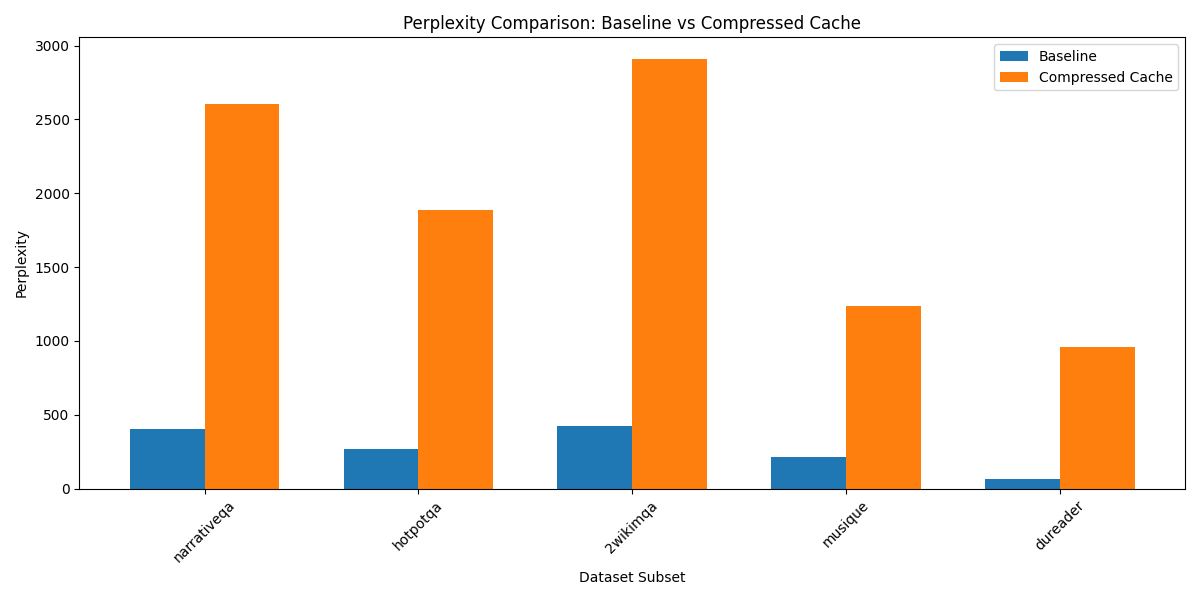 Perplexity Comparison: Baseline vs Compressed Cache
Baseline
Compressed Cache
3000
2500
2000
1500
1000
500
0
Perplexity
narrativeqa
hotpotqa
2wikimqa
musique
dureader
Dataset Subset